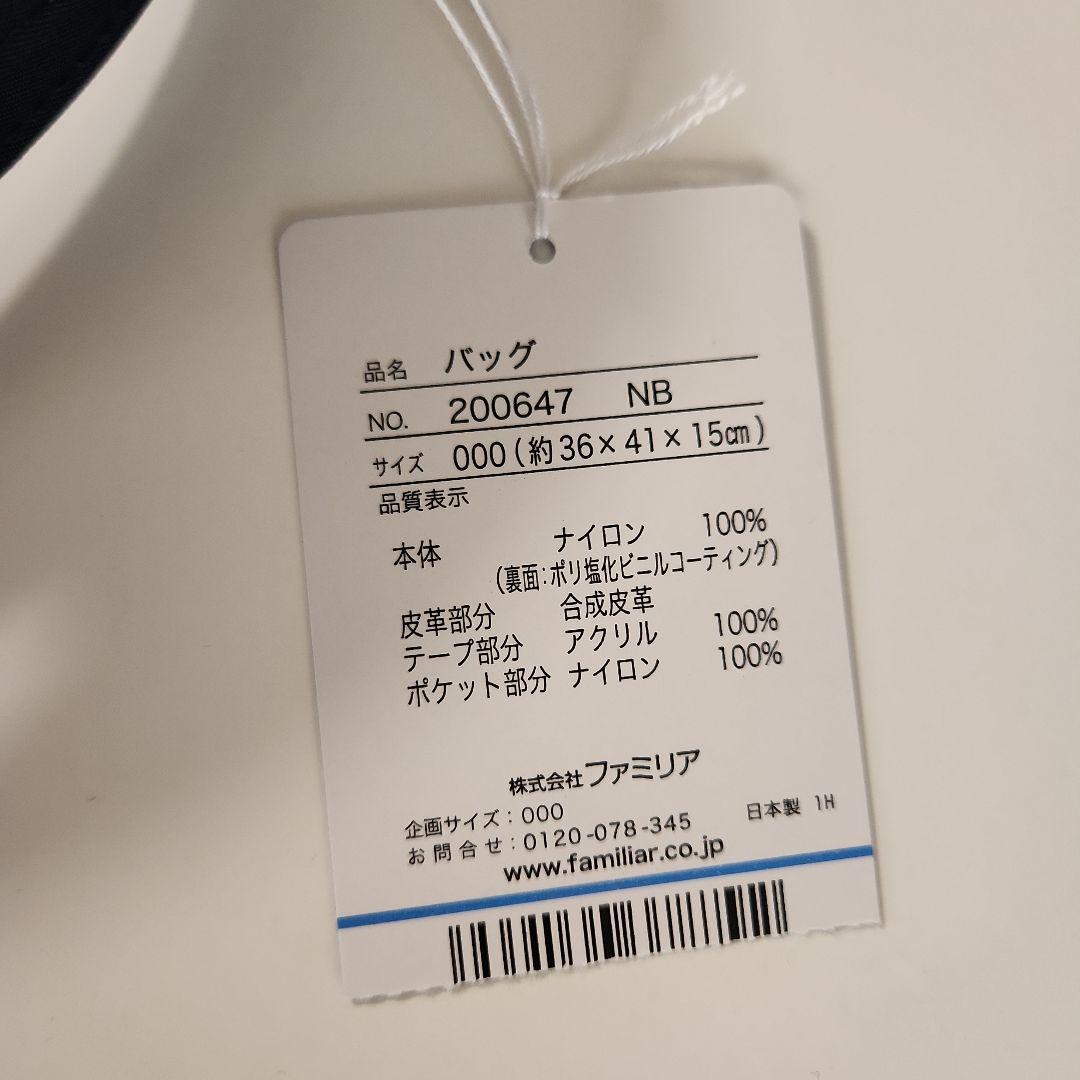 品名 バッグ
NO. 200647 NB
サイズ 000(約36×41×15㎝)
品質表示
本体 ナイロン 100%
(裏面:ポリ塩化ビニルコーティング)
皮革部分 合成皮革
テープ部分 アクリル 100%
ポケット部分 ナイロン 100%
株式会社ファミリア
企画サイズ:000
お問合せ:0120-078-345 日本製 1H
www.familiar.co.jp